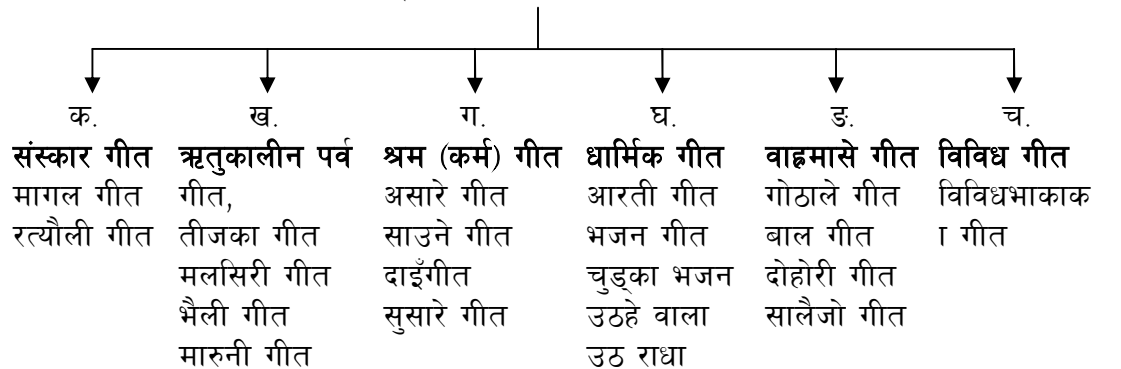 क.
संस्कार गीत
मागल गीत
रत्यौली गीत
ख.
ऋतुकालीन पर्व
गीत,
तीजका गीत
मलसिरी गीत
भैली गीत
मारुनी गीत
ग.
श्रम (कर्म) गीत
असारे गीत
साउने गीत
दाइँगीत
सुसारे गीत
घ.
धार्मिक गीत
आरती गीत
भजन गीत
चुड्का भजन
उठहे वाला
उठ राधा
ङ.
वाह्रमासे गीत
गोठाले गीत
बाल गीत
दोहोरी गीत
सालैजो गीत
च.
विविध गीत
विविधभाकाक
ा गीत